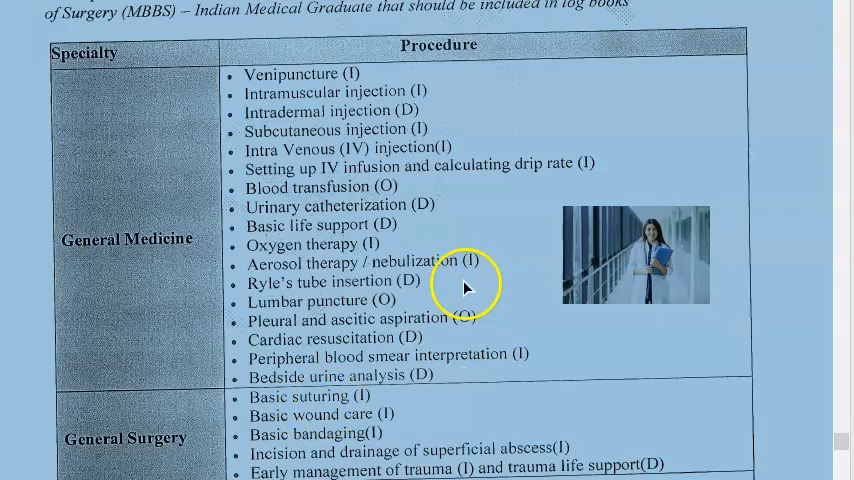 of Surgery (MBBS) – Indian Medical Graduate that should be included in log books
Specialty
Procedure
General Medicine
• Venipuncture (I)
• Intramuscular injection (I)
• Intradermal injection (D)
• Subcutaneous injection (I)
• Intra Venous (IV) injection(I)
• Setting up IV infusion and calculating drip rate (I)
• Blood transfusion (O)
• Urinary catheterization (D)
• Basic life support (D)
• Oxygen therapy (I)
• Aerosol therapy / nebulization (I)
• Ryle's tube insertion (D)
• Lumbar puncture (O)
• Pleural and ascitic aspiration (O)
• Cardiac resuscitation (D)
• Peripheral blood smear interpretation (I)
• Bedside urine analysis (D)
General Surgery
• Basic suturing (I)
• Basic wound care (I)
• Basic bandaging(I)
• Incision and drainage of superficial abscess(I)
• Early management of trauma (I) and trauma life support(D)